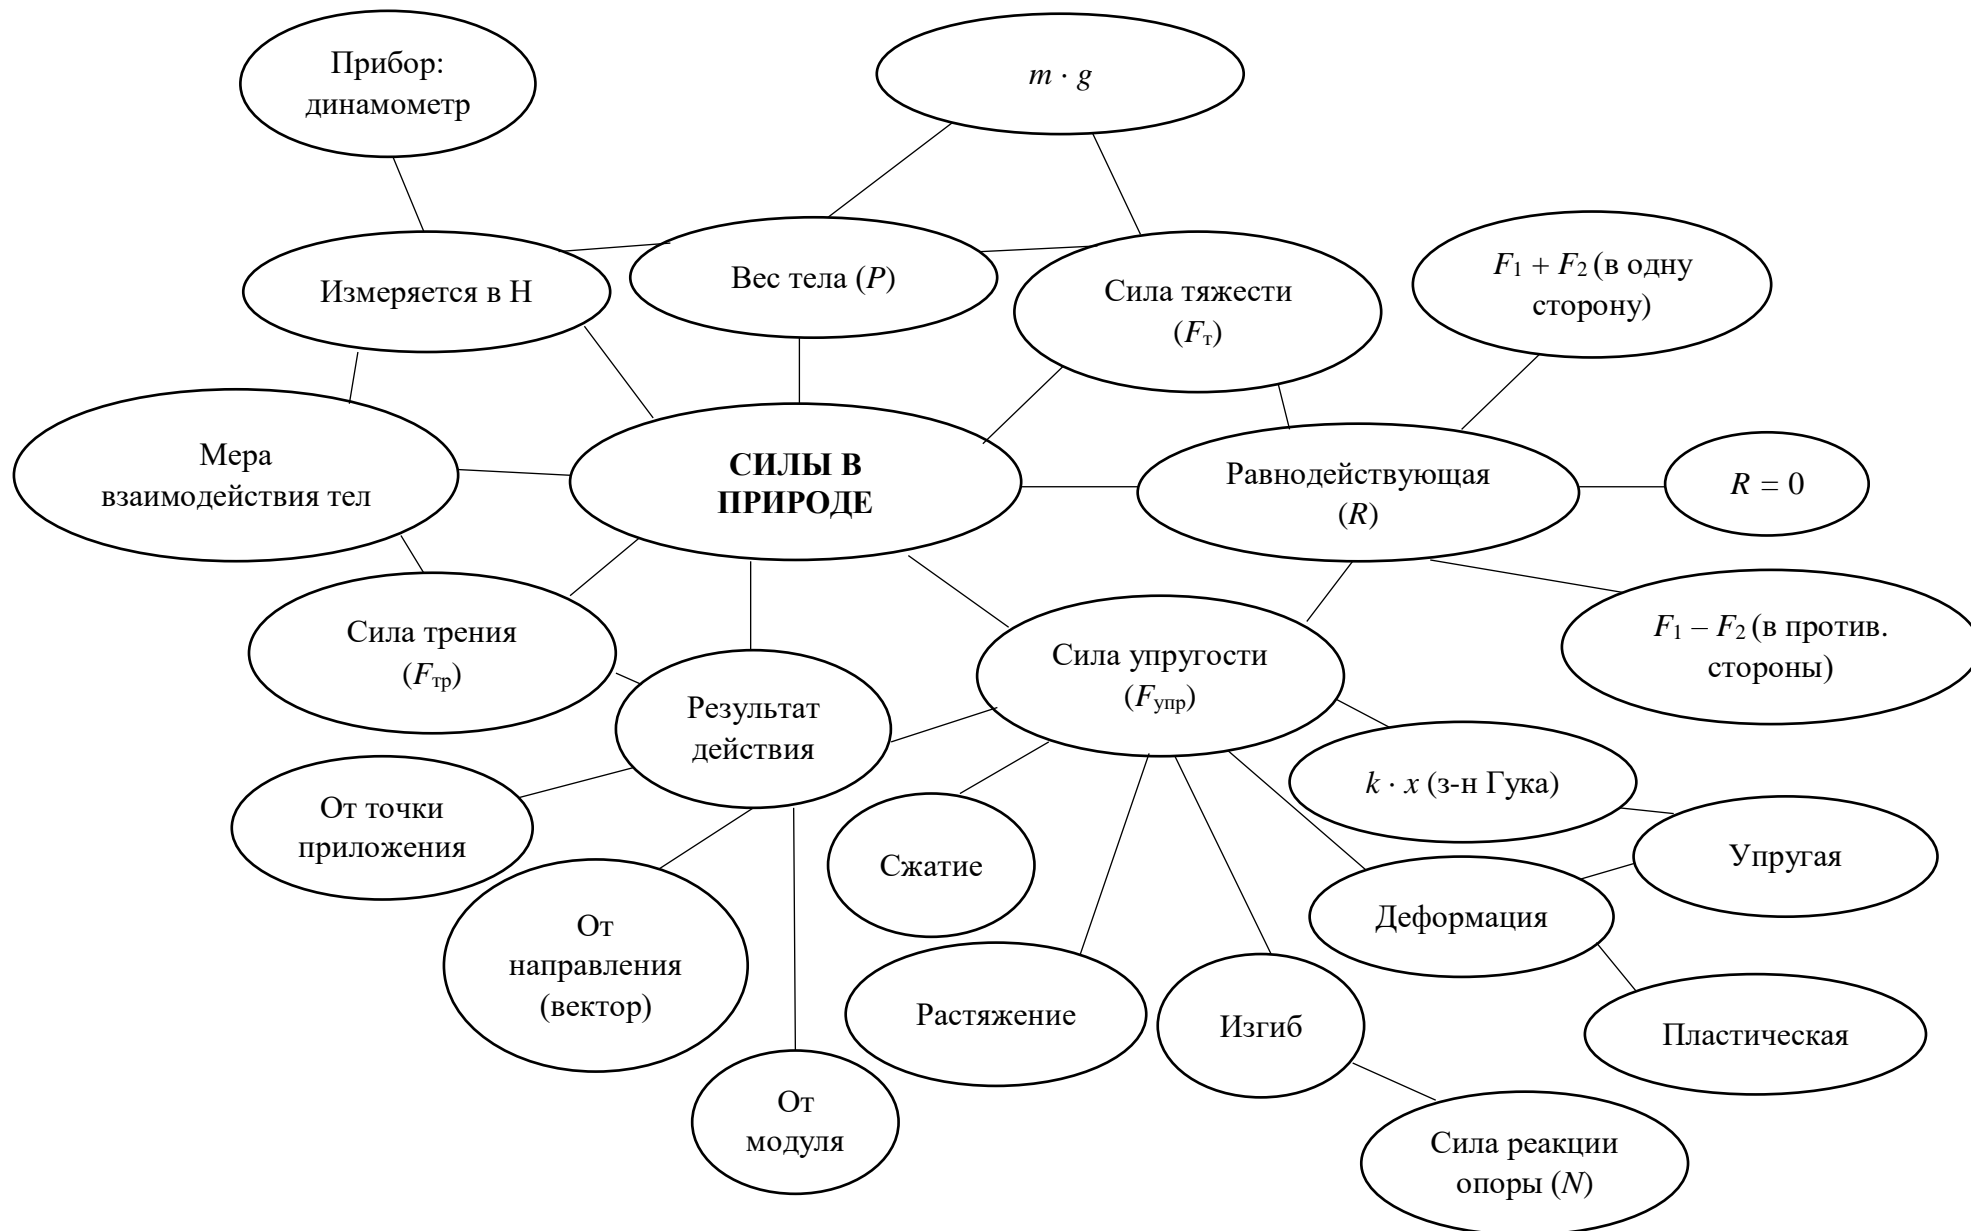 Прибор:
динамометр
m · g
Измеряется в Н
Вес тела (P)
Сила тяжести
(Fт)
F1 + F2 (в одну
сторону)
Мера
взаимодействия тел
СИЛЫ В
ПРИРОДЕ
Равнодействующая
(R)
R = 0
Сила трения
(Fтр)
Результат
действия
Сила упругости
(Fупр)
F1 – F2 (в против.
стороны)
От точки
приложения
От
направления
(вектор)
От
модуля
Сжатие
Растяжение
Изгиб
k · x (з-н Гука)
Деформация
Упругая
Пластическая
Сила реакции
опоры (N)